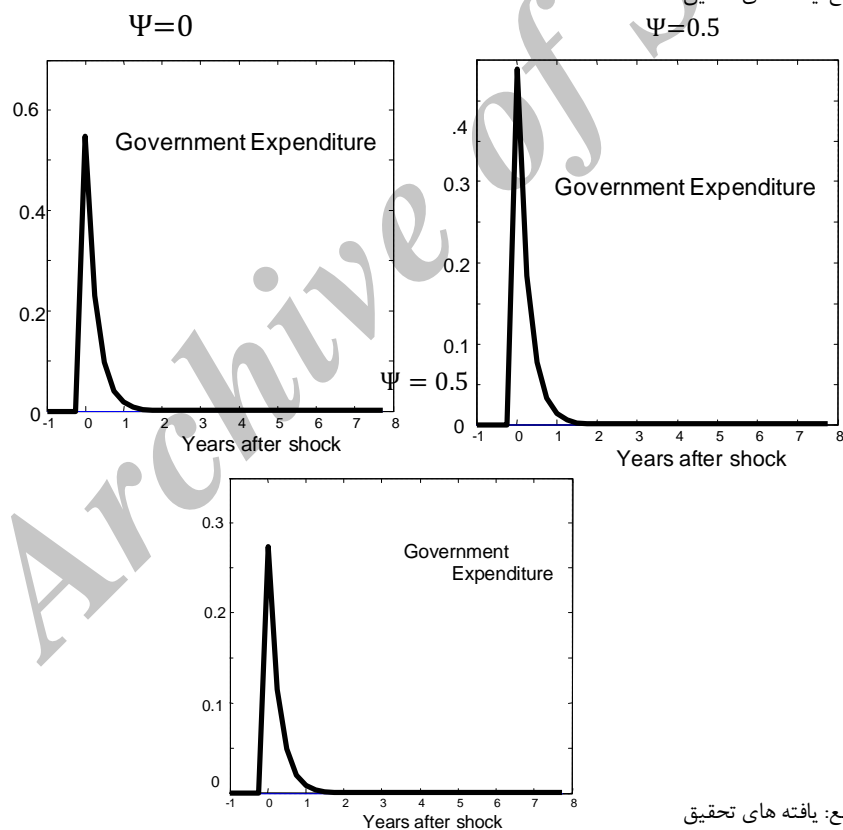 Ψ=0
Ψ=0.5
0.6
0.4
0.2
0
Government Expenditure
-1 0 1 2 3 4 5 6 7 8
Years after shock
.4
0.3
0.2
0.1
0
Government Expenditure
-1 0 1 2 3 4 5 6 7 8
Years after shock
Ψ = 0.5
0.3
0.2
0.1
0
Government
Expenditure
-1 0 1 2 3 4 5 6 7 8
Years after shock
یافته های تحقیق
Archive of